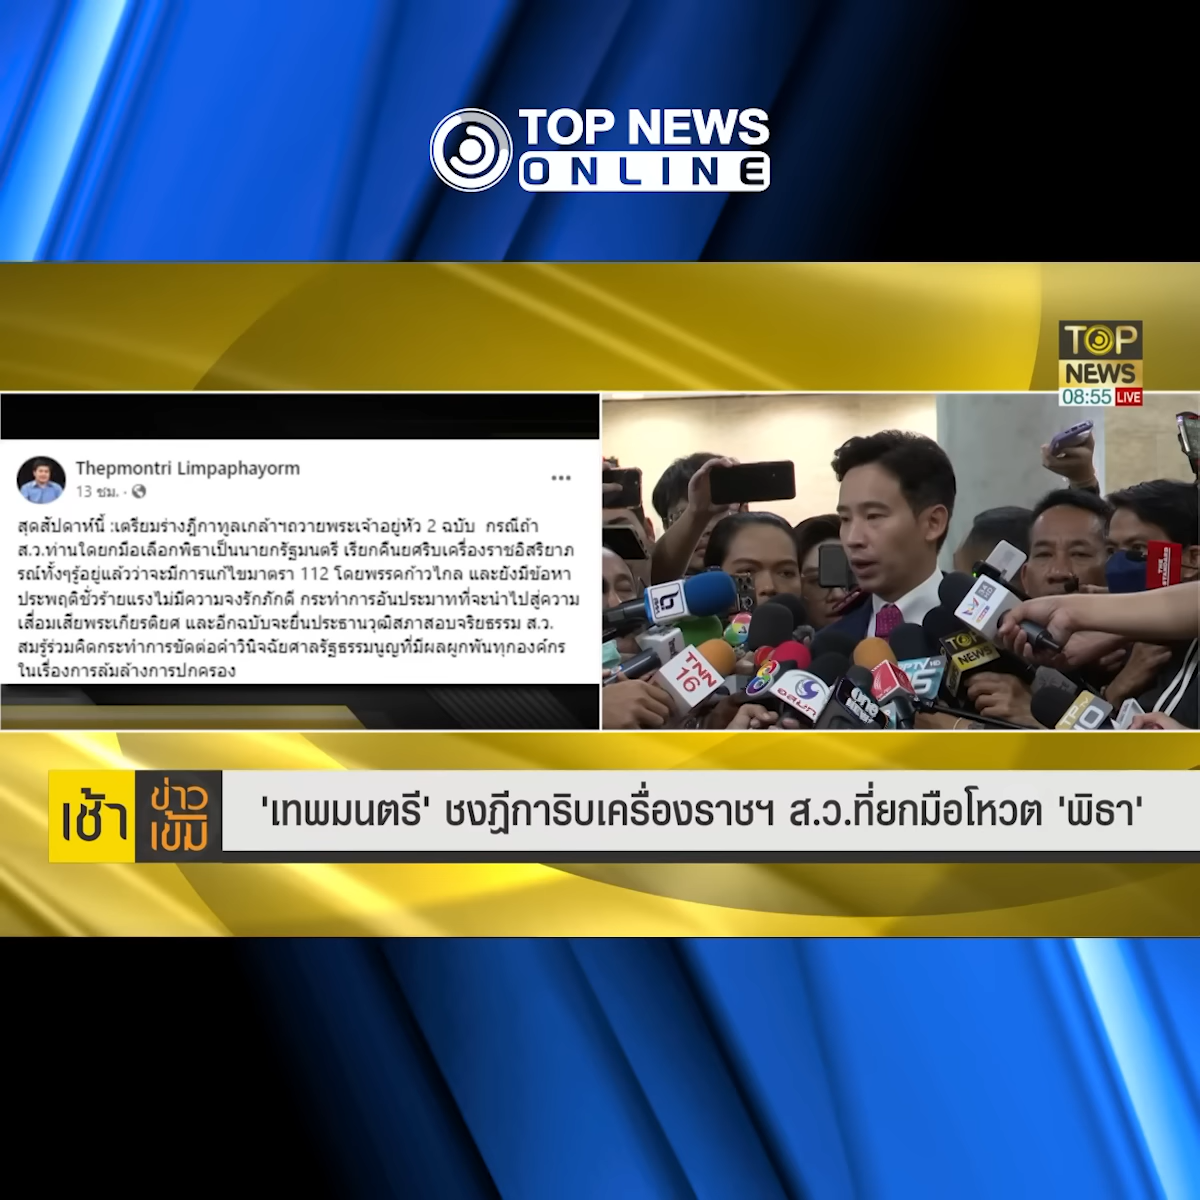 TOP NEWS
ONLINE
TOP
NEWS
08:55 LIVE
Thepmontri Limpaphayorm
13 ชม. ·
สุดสัปดาห์นี้ :เตรียมร่างฎีกาทูลเกล้าฯถวายพระเจ้าอยู่หัว 2 ฉบับ กรณีถ้า
ส.ว.ท่านใดยกมือเลือกพิธาเป็นนายกรัฐมนตรี เรียกคืนยศริบเครื่องราชอิสริยาภ
รณ์ทั้งๆรู้อยู่แล้วว่าจะมีการแก้ไขมาตรา 112 โดยพรรคก้าวไกล และยังมีข้อหา
ประพฤติชั่วร้ายแรงไม่มีความจงรักภักดี กระทำการอันประมาทที่จะนำไปสู่ความ
เสื่อมเสียพระเกียรติยศ และอีกฉบับจะยื่นประธานวุฒิสภาสอบจริยธรรม ส.ว.
สมรู้ร่วมคิดกระทำการขัดต่อคำวินิจฉัยศาลรัฐธรรมนูญที่มีผลผูกพันทุกองค์กร
ในเรื่องการล้มล้างการปกครอง
THE STANDARD
TNN
16
อสมท
one
TOP
NEWS
TPTV
10
เช้า
ข่าว
เข้ม
'เทพมนตรี' ชงฎีการิบเครื่องราชฯ ส.ว.ที่ยกมือโหวต 'พิธา'